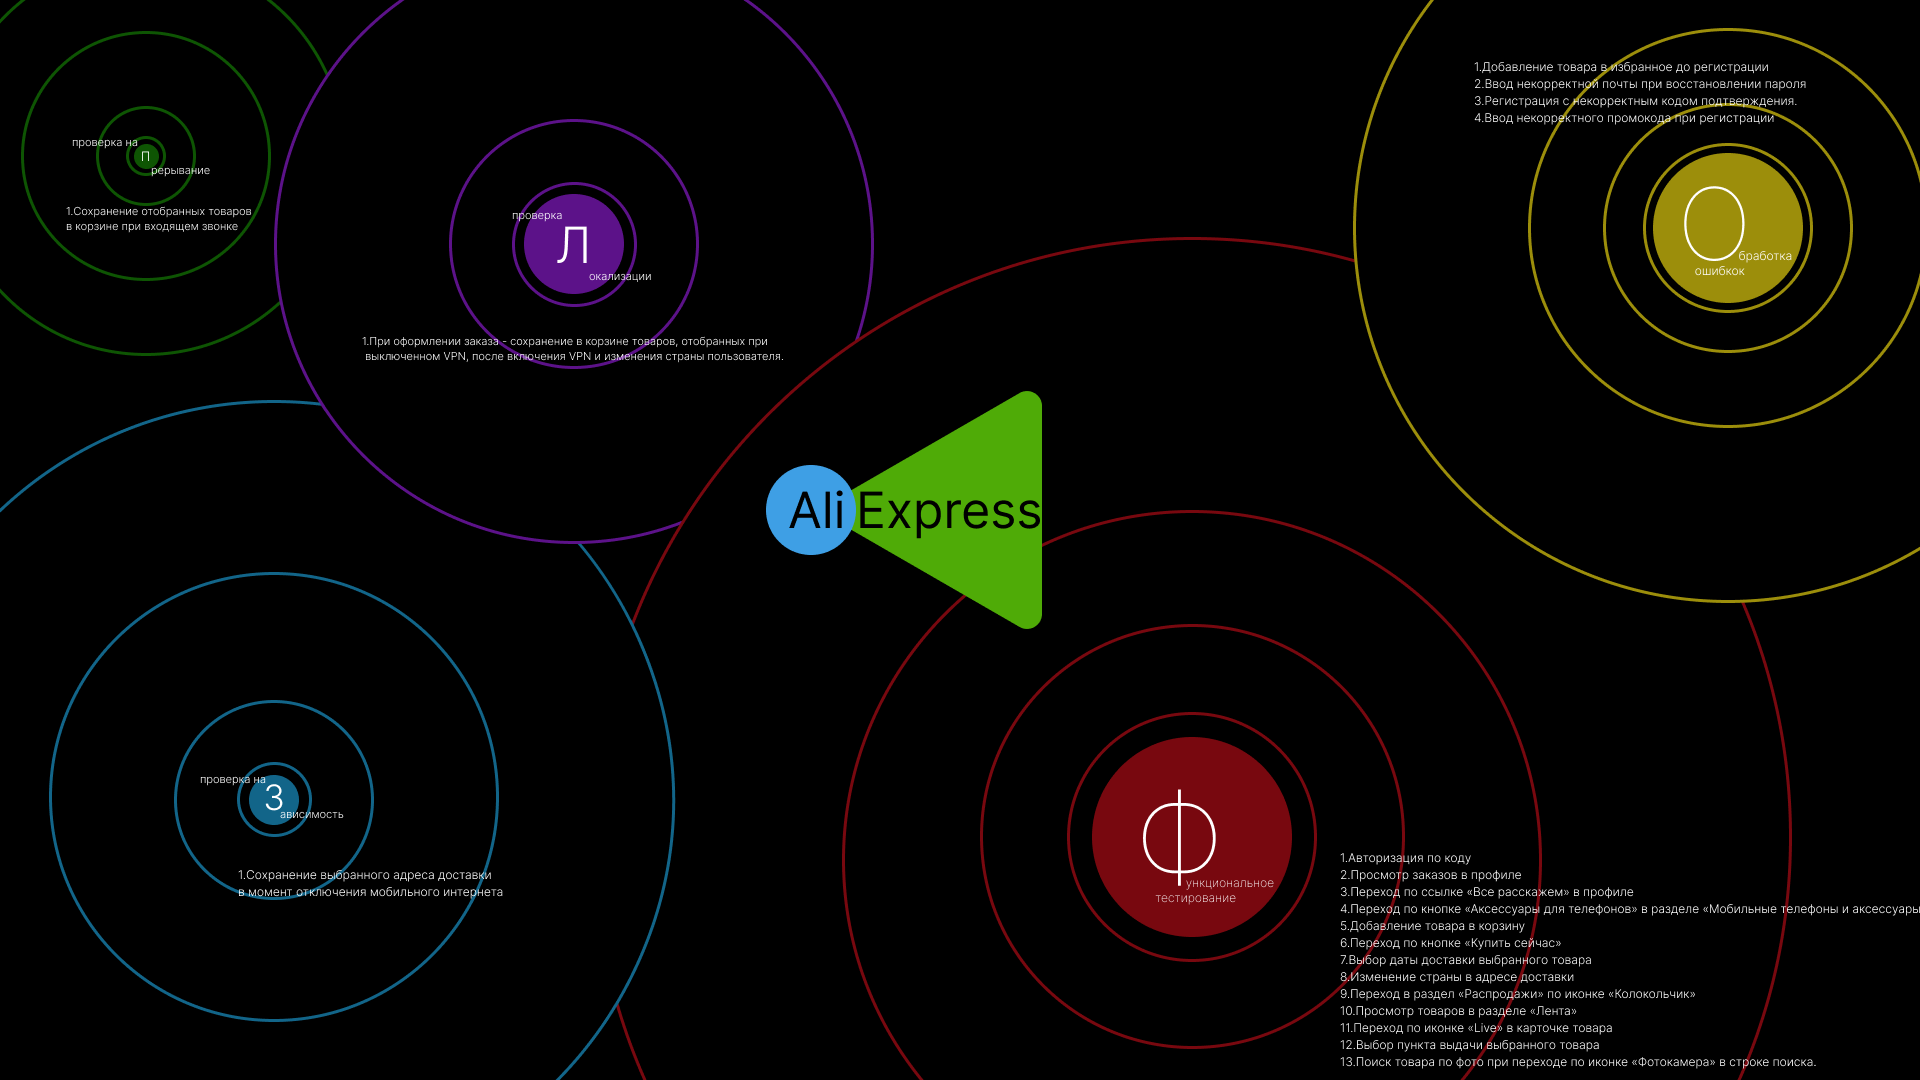 проверка на
П
рерывание
1.Сохранение отобранных товаров
в корзине при входящем звонке
проверка
Л
окализации
1.При оформлении заказа - сохранение в корзине товаров, отобранных при
выключенном VPN, после включения VPN и изменения страны пользователя.
1.Добавление товара в избранное до регистрации
2.Ввод некорректной почты при восстановлении пароля
3.Регистрация с некорректным кодом подтверждения.
4.Ввод некорректного промокода при регистрации
О
бработка
ошибкок
Ali Express
проверка на
З
ависимость
1.Сохранение выбранного адреса доставки
в момент отключения мобильного интернета
Ф
ункциональное
тестирование
1.Авторизация по коду
2.Просмотр заказов в профиле
3.Переход по ссылке «Все расскажем» в профиле
4.Переход по кнопке «Аксессуары для телефонов» в разделе «Мобильные телефоны и аксессуары
5.Добавление товара в корзину
6.Переход по кнопке «Купить сейчас»
7.Выбор даты доставки выбранного товара
8.Изменение страны в адресе доставки
9.Переход в раздел «Распродажи» по иконке «Колокольчик»
10.Просмотр товаров в разделе «Лента»
11.Переход по иконке «Live» в карточке товара
12.Выбор пункта выдачи выбранного товара
13.Поиск товара по фото при переходе по иконке «Фотокамера» в строке поиска.